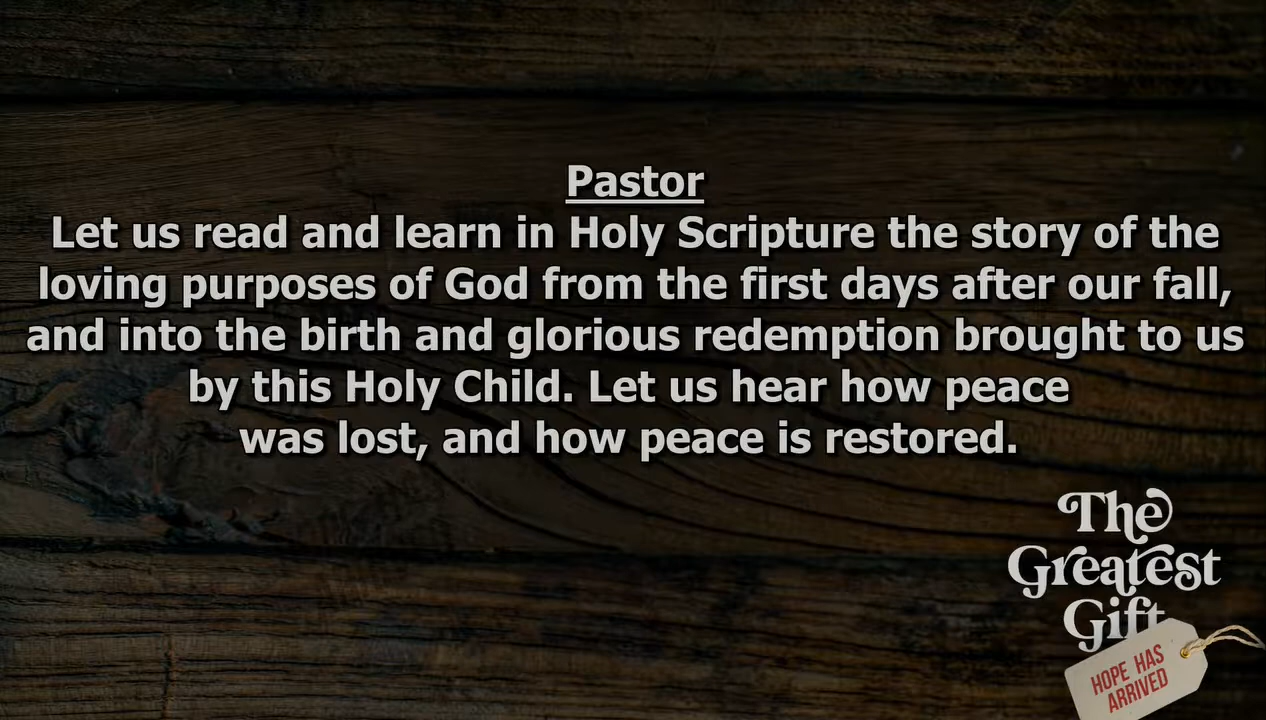 Pastor
Let us read and learn in Holy Scripture the story of the
loving purposes of God from the first days after our fall,
and into the birth and glorious redemption brought to us
by this Holy Child. Let us hear how peace
was lost, and how peace is restored.
The
Greatest
Gift
HOPE HAS
ARRIVED